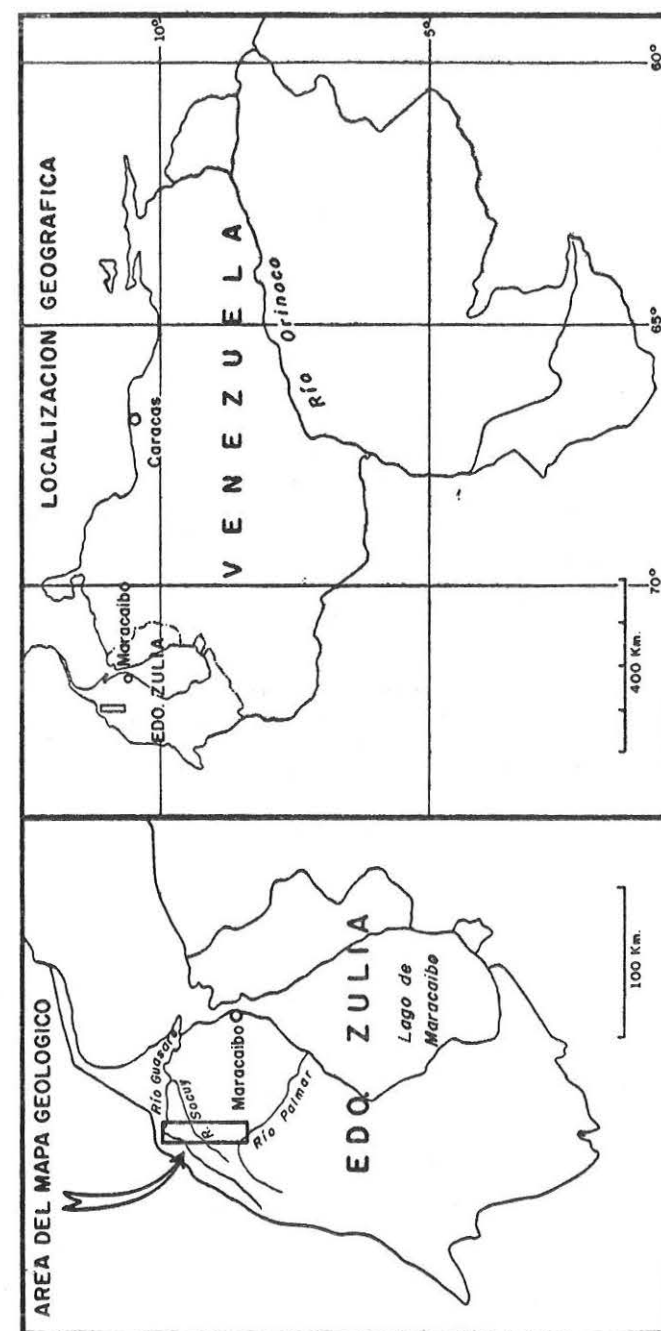 AREA DEL MAPA GEOLOGICO
Río Guasare
R. Socuy
Maracaibo
Río Palmar
EDO. ZULIA
Lago de
Maracaibo
100 Km.
LOCALIZACION GEOGRAFICA
Maracaibo
EDO. ZULIA
Caracas
VENEZUELA
Río Orinoco
10°
5°
70°
65°
60°
400 Km.